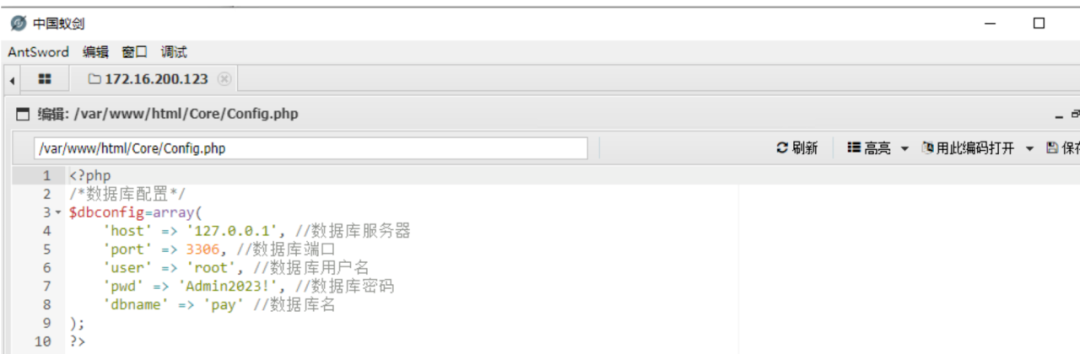 中国蚁剑
AntSword 编辑 窗口 调试
172.16.200.123
编辑: /var/www/html/Core/Config.php
/var/www/html/Core/Config.php 刷新 高亮 用此编码打开 保存
1 <?php
2 /*数据库配置*/
3 $dbconfig=array(
4 'host' => '127.0.0.1', //数据库服务器
5 'port' => 3306, //数据库端口
6 'user' => 'root', //数据库用户名
7 'pwd' => 'Admin2023!', //数据库密码
8 'dbname' => 'pay' //数据库名
9 );
10 ?>